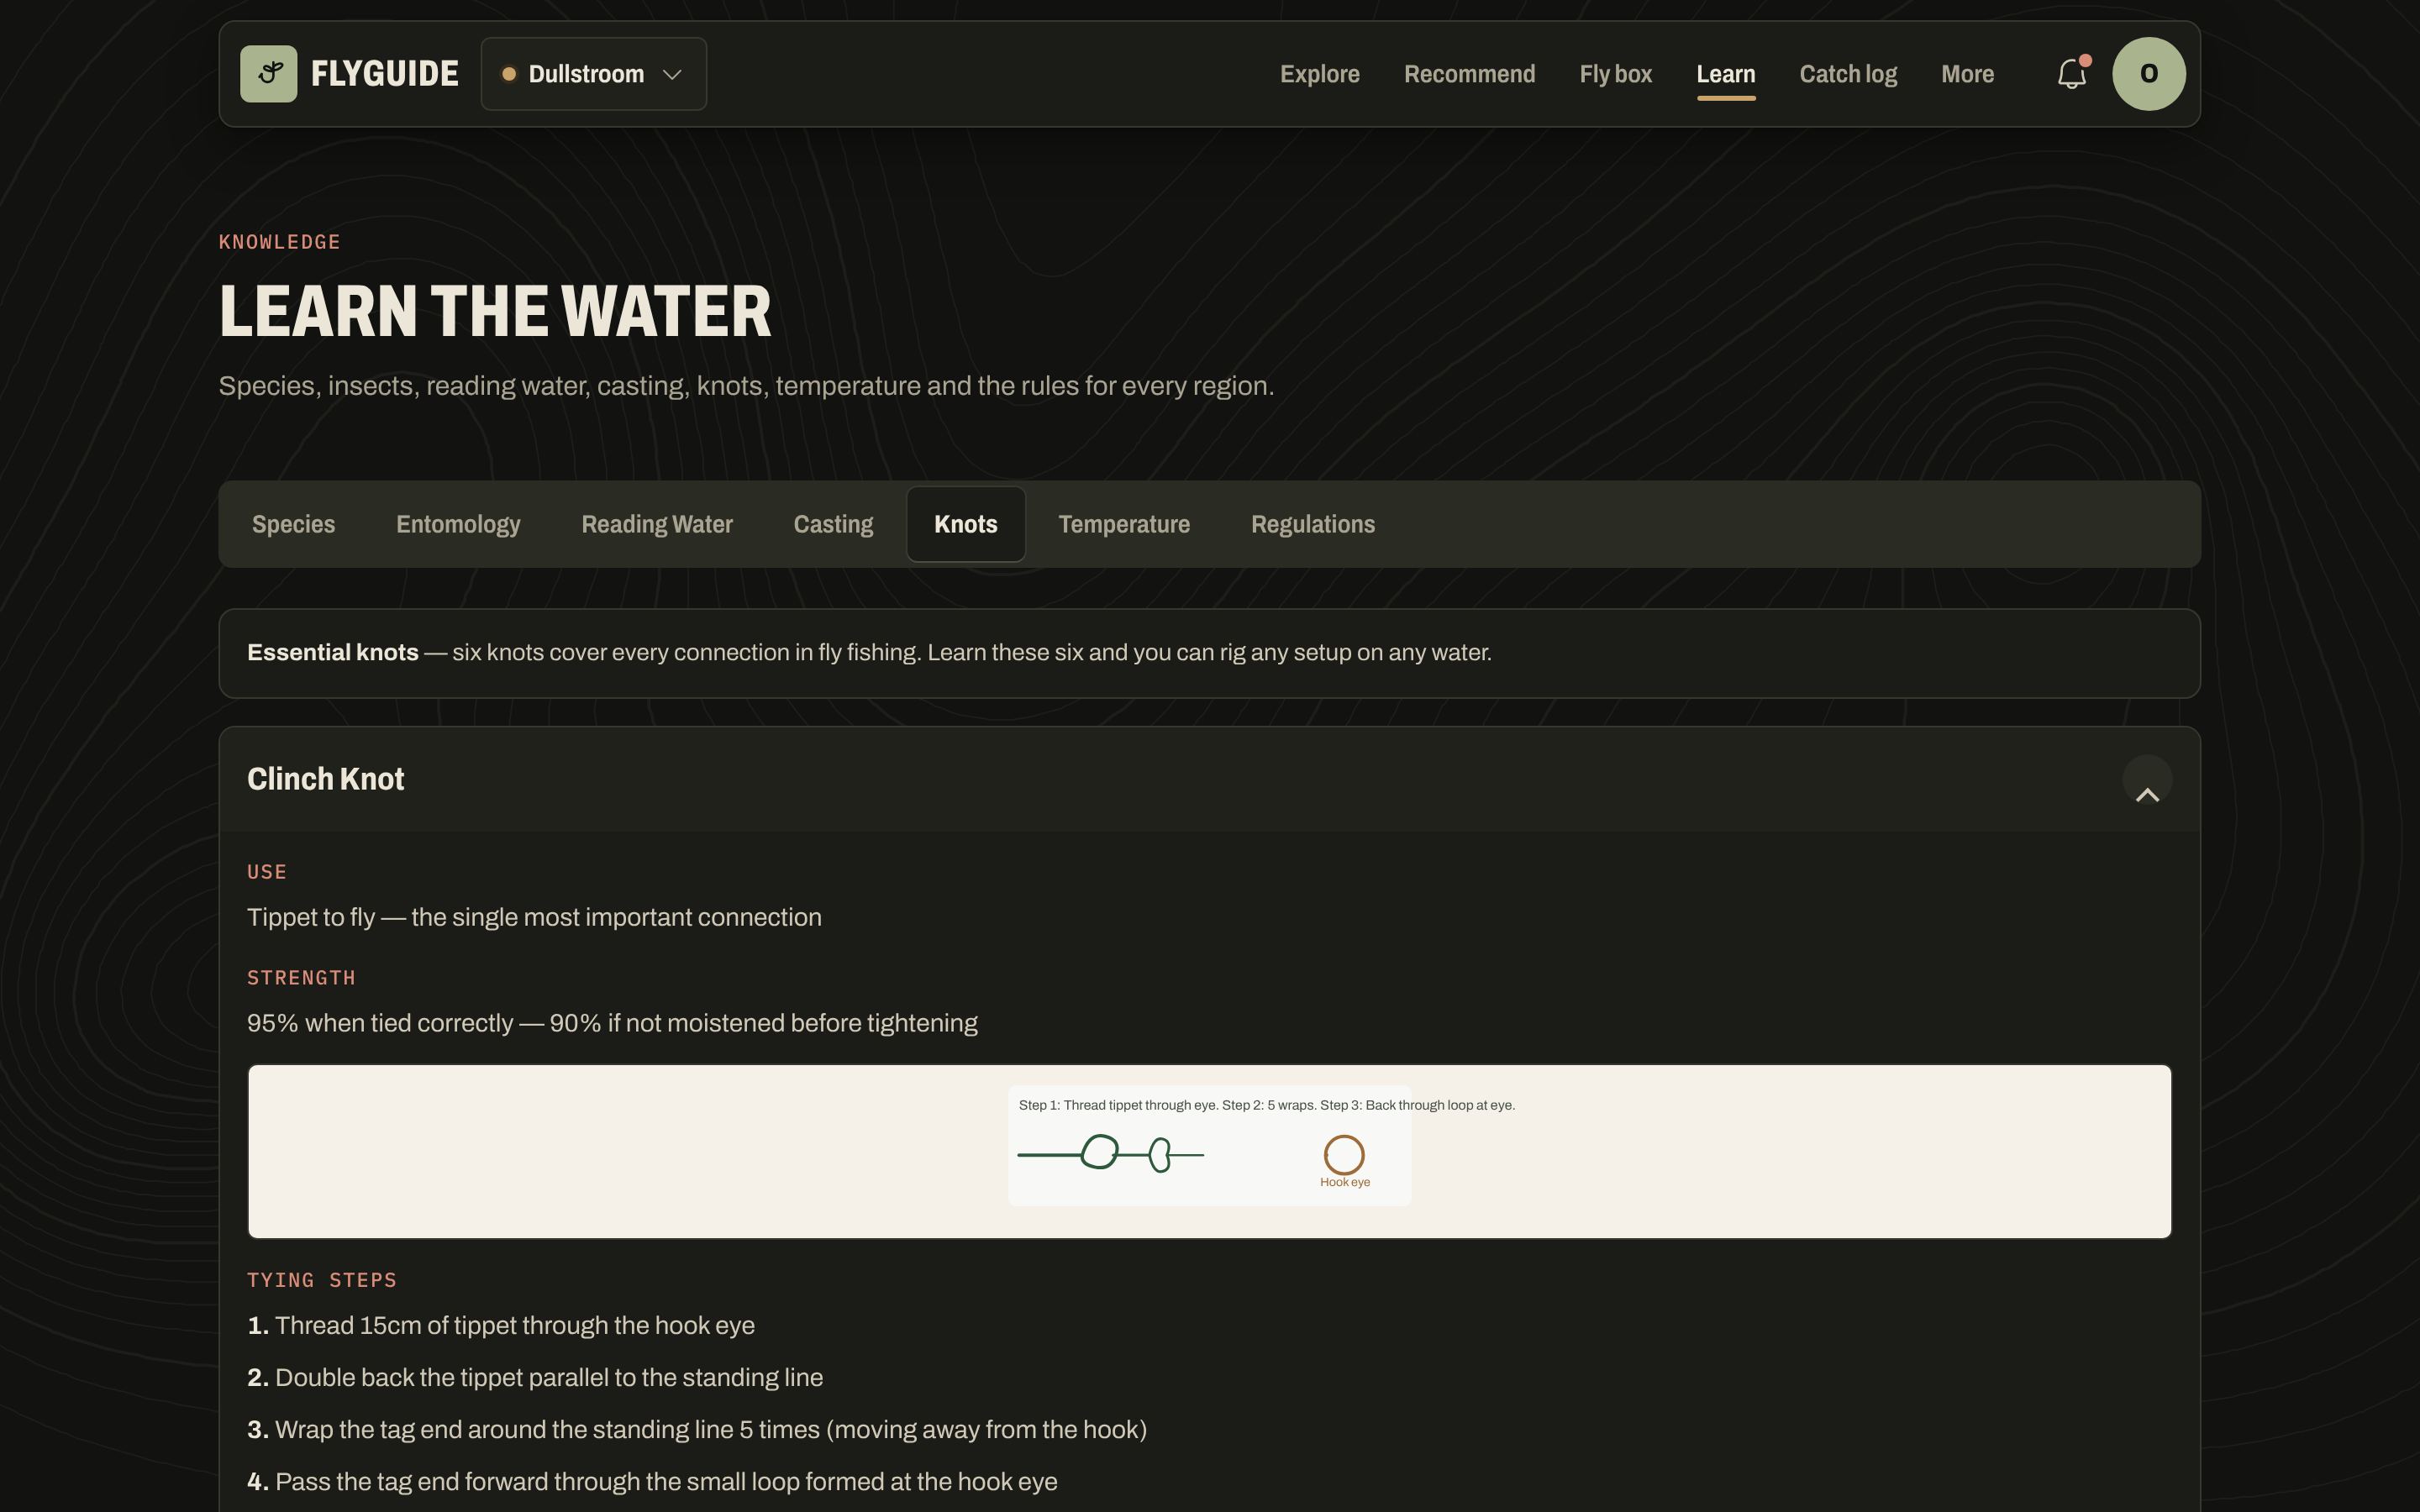 FLYGUIDE
Dullstroom
Explore
Recommend
Fly box
Learn
Catch log
More
O
KNOWLEDGE
LEARN THE WATER
Species, insects, reading water, casting, knots, temperature and the rules for every region.
Species
Entomology
Reading Water
Casting
Knots
Temperature
Regulations
Essential knots — six knots cover every connection in fly fishing. Learn these six and you can rig any setup on any water.
Clinch Knot
USE
Tippet to fly — the single most important connection
STRENGTH
95% when tied correctly — 90% if not moistened before tightening
Step 1: Thread tippet through eye. Step 2: 5 wraps. Step 3: Back through loop at eye.
Hook eye
TYING STEPS
1. Thread 15cm of tippet through the hook eye
2. Double back the tippet parallel to the standing line
3. Wrap the tag end around the standing line 5 times (moving away from the hook)
4. Pass the tag end forward through the small loop formed at the hook eye